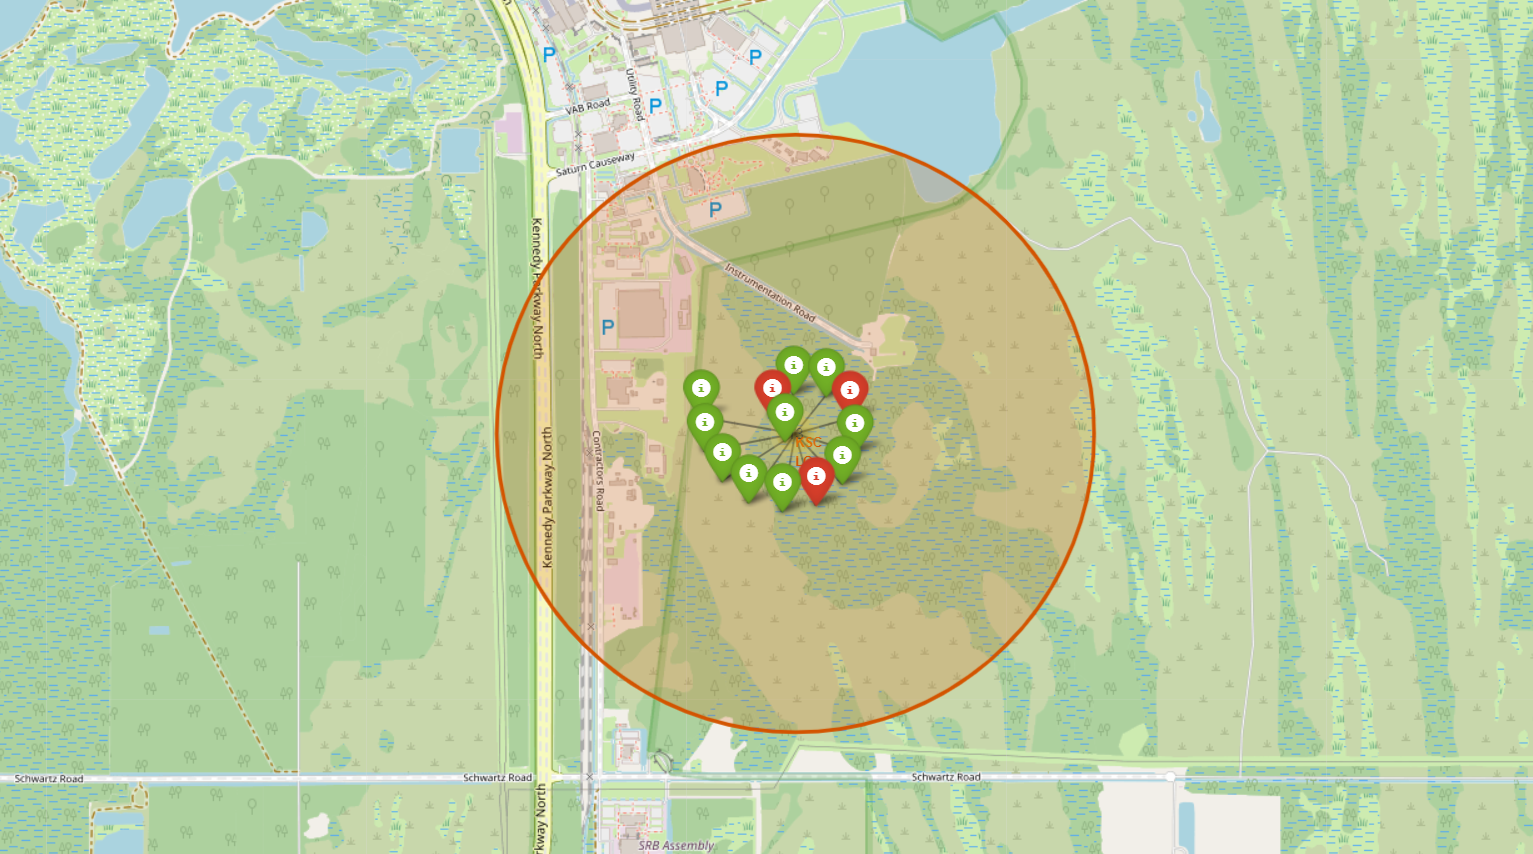 P
P
P
P
VAB Road
Utility Road
Saturn Causeway
P
Kennedy Parkway North
Instrumentation Road
P
i
i
i
i
i
i
i
i
i
i
i
i
i
i
KSC
Contractors Road
Kennedy Parkway North
Schwartz Road
Schwartz Road
Schwartz Road
SRB Assembly